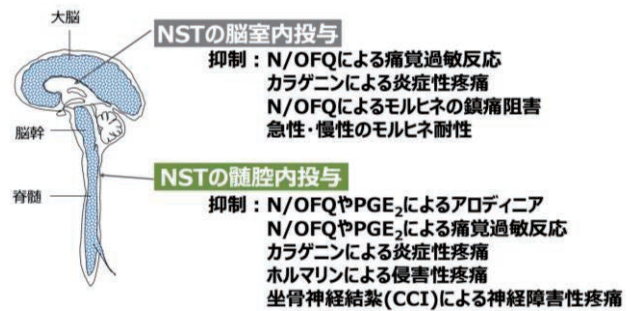 大脳
NSTの脳室内投与
抑制：N/OFQによる痛覚過敏反応
カラゲニンによる炎症性疼痛
N/OFQによるモルヒネの鎮痛阻害
急性・慢性のモルヒネ耐性
脳幹
NSTの髄腔内投与
脊髄
抑制：N/OFQやPGE₂によるアロディニア
N/OFQやPGE₂による痛覚過敏反応
カラゲニンによる炎症性疼痛
ホルマリンによる侵害性疼痛
坐骨神経結紮(CCI)による神経障害性疼痛